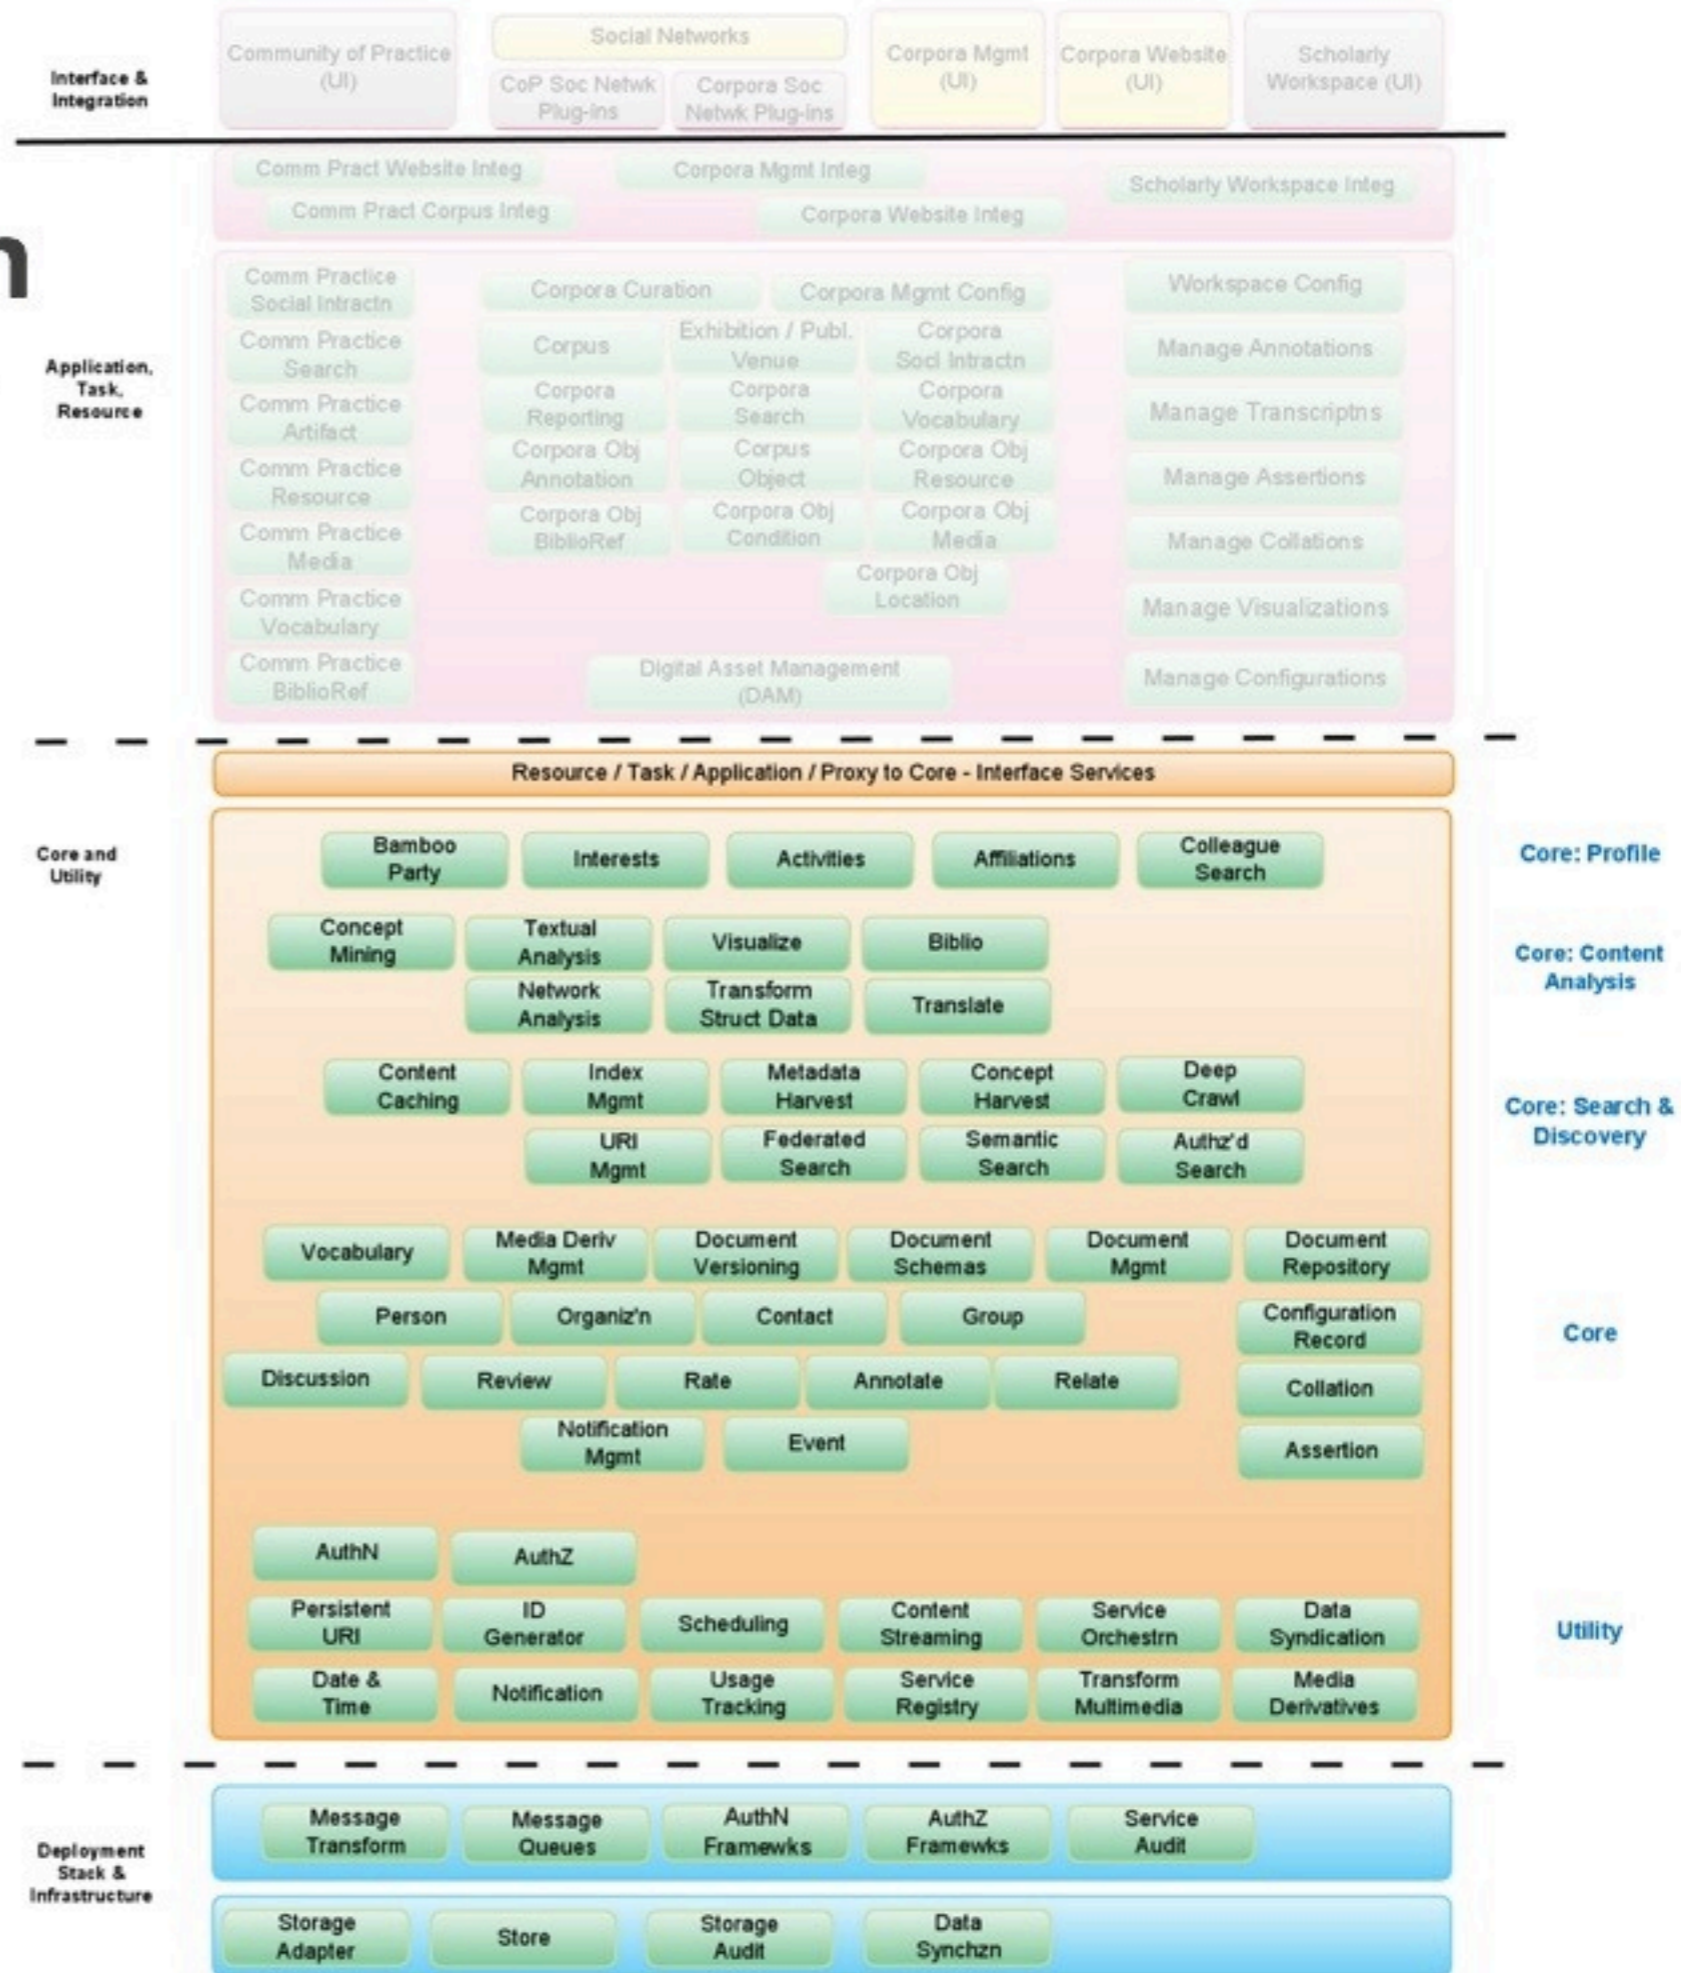 Interface &
Integration
Community of Practice
(UI)
Social Networks
CoP Soc Netwk
Plug-ins
Corpora Soc
Netwk Plug-ins
Corpora Mgmt
(UI)
Corpora Website
(UI)
Scholarly
Workspace (UI)
Comm Pract Website Integ
Corpora Mgmt Integ
Scholarly Workspace Integ
Comm Pract Corpus Integ
Corpora Website Integ
n
Application,
Task,
Resource
Comm Practice
Social Intractn
Comm Practice
Search
Comm Practice
Artifact
Comm Practice
Resource
Comm Practice
Media
Comm Practice
Vocabulary
Comm Practice
BiblioRef
Corpora Curation
Corpora Mgmt Config
Corpus
Exhibition / Publ.
Venue
Corpora
Socl Intractn
Corpora
Reporting
Corpora
Search
Corpora
Vocabulary
Corpora Obj
Annotation
Corpus
Object
Corpora Obj
Resource
Corpora Obj
BiblioRef
Corpora Obj
Condition
Corpora Obj
Media
Corpora Obj
Location
Digital Asset Management
(DAM)
Workspace Config
Manage Annotations
Manage Transcriptns
Manage Assertions
Manage Collations
Manage Visualizations
Manage Configurations
Resource / Task / Application / Proxy to Core - Interface Services
Core and
Utility
Bamboo
Party
Interests
Activities
Affiliations
Colleague
Search
Core: Profile
Concept
Mining
Textual
Analysis
Visualize
Biblio
Network
Analysis
Transform
Struct Data
Translate
Core: Content
Analysis
Content
Caching
Index
Mgmt
Metadata
Harvest
Concept
Harvest
Deep
Crawl
URI
Mgmt
Federated
Search
Semantic
Search
Authz'd
Search
Core: Search &
Discovery
Vocabulary
Media Deriv
Mgmt
Document
Versioning
Document
Schemas
Document
Mgmt
Document
Repository
Person
Organiz'n
Contact
Group
Configuration
Record
Core
Discussion
Review
Rate
Annotate
Relate
Collation
Notification
Mgmt
Event
Assertion
AuthN
AuthZ
Persistent
URI
ID
Generator
Scheduling
Content
Streaming
Service
Orchestrn
Data
Syndication
Utility
Date &
Time
Notification
Usage
Tracking
Service
Registry
Transform
Multimedia
Media
Derivatives
Deployment
Stack &
Infrastructure
Message
Transform
Message
Queues
AuthN
Framewks
AuthZ
Framewks
Service
Audit
Storage
Adapter
Store
Storage
Audit
Data
Synchzn